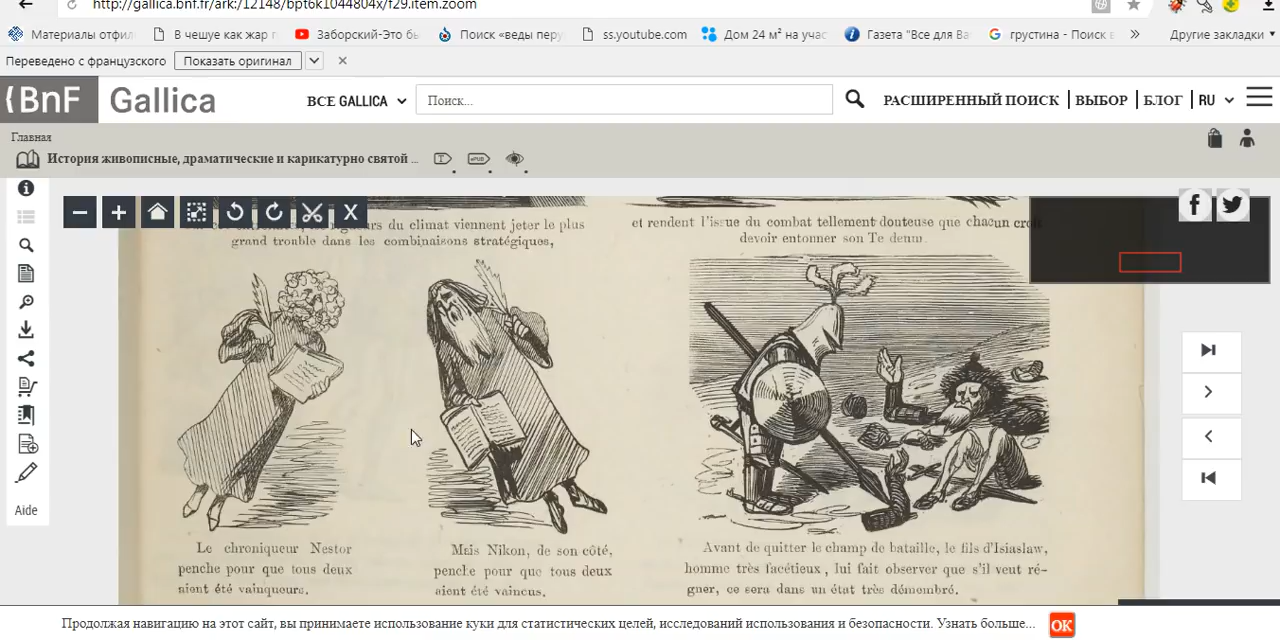 http://gallica.bnf.fr/ark:/12148/bpt6k1044804x/f29.item.zoom
Материалы отфил
В чешуе как жар г
Заборский-Это бы
Поиск «веды перу
ss.youtube.com
Дом 24 м² на учас
Газета "Все для Ва
грустина - Поиск в
»
Другие закладки
Переведено с французского
Показать оригинал
BnF Gallica
ВСЕ GALLICA
Поиск...
РАСШИРЕННЫЙ ПОИСК
ВЫБОР
БЛОГ
RU
Главная
История живописные, драматические и карикатурно святой ...
du climat viennent jeter le plus
grand trouble dans les combinaisons stratégiques,
et rendent l'issue du combat tellement douteuse que chacun croit
devoir entonner son Te deum.
Le chroniqueur Nestor
penche pour que tous deux
aient été vainqueurs.
Mais Nikon, de son côté,
penche pour que tous deux
aient été vaincus.
Avant de quitter le champ de bataille, le fils d'Isiaslaw,
homme très facétieux, lui fait observer que s'il veut ré-
gner, ce sera dans un état très démembré.
Aide
Продолжая навигацию на этот сайт, вы принимаете использование куки для статистических целей, исследований использования и безопасности. Узнать больше...
OK